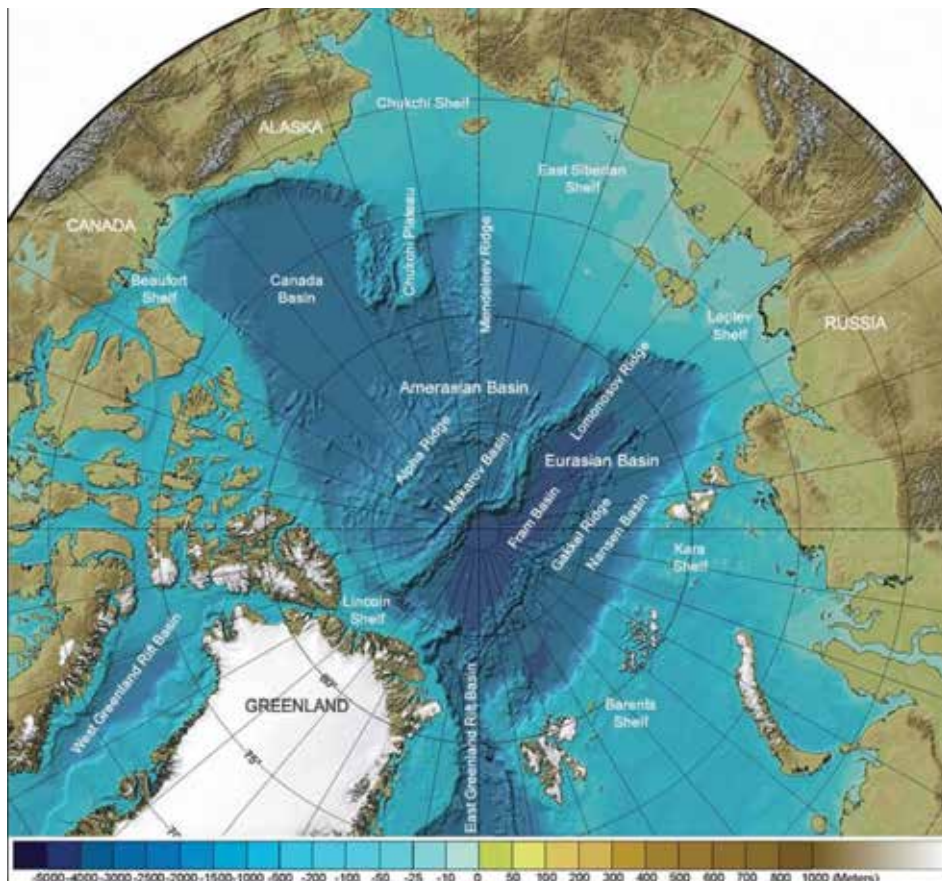 Chukchi Shelf
ALASKA
East Siberian
Shelf
CANADA
Chukchi Plateau
Mendeleev Ridge
Beaufort
Shelf
Canada
Basin
Laptev
Shelf
RUSSIA
Lomonosov Ridge
Amerasian Basin
Alpha Ridge
Makarov Basin
Eurasian Basin
Fram Basin
Gakkel Ridge
Nansen Basin
Kara
Shelf
Lincoln
Shelf
West Greenland Rift Basin
GREENLAND
80°
75°
East Greenland Rift Basin
Barents
Shelf
-5000 -4000 -3000 -2500 -2000 -1500 -1000 -500 -200 -100 -50 -25 -10 0 50 100 200 300 400 500 600 700 800 1000 (Meters)